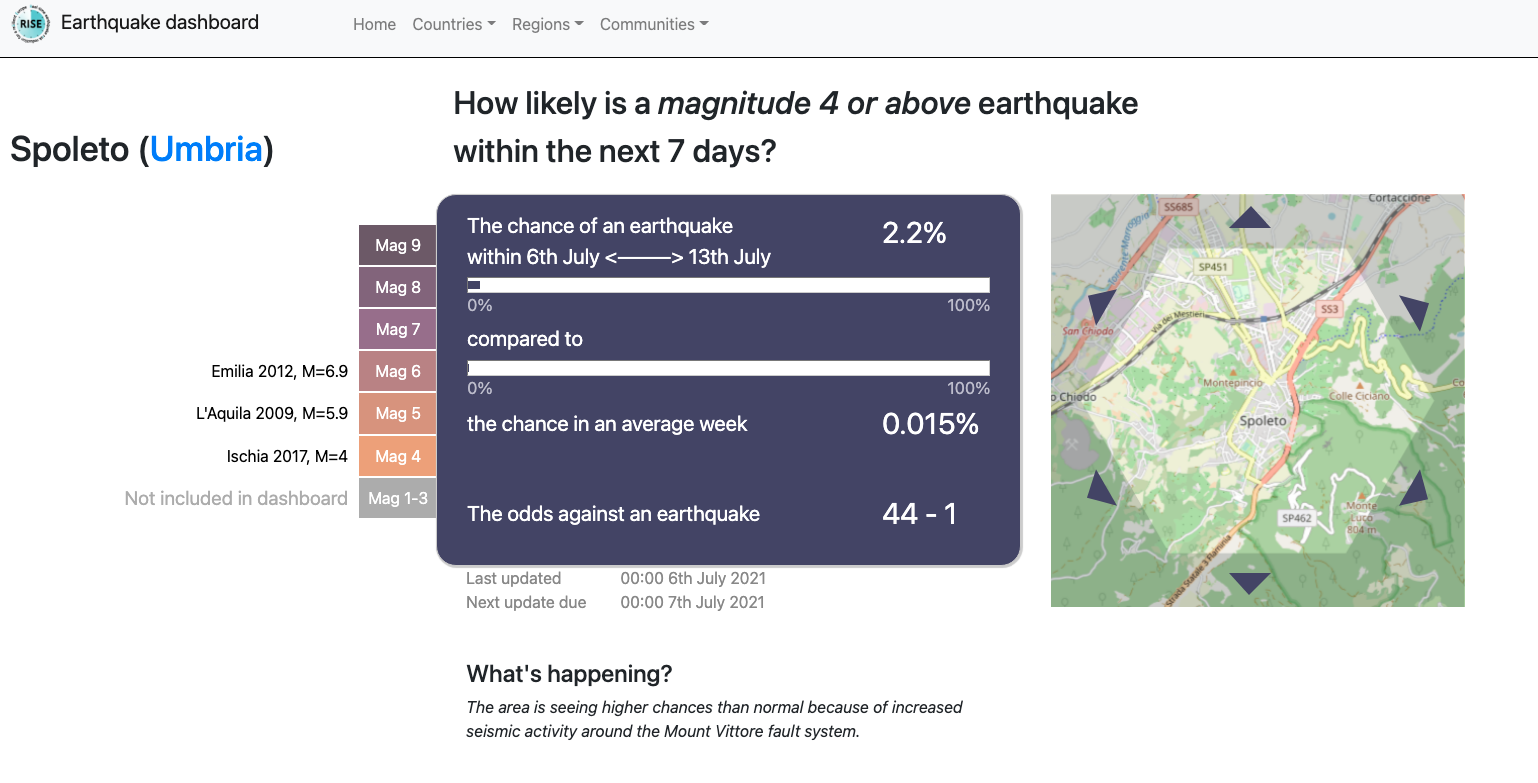 RISE
Earthquake dashboard
Home
Countries
Regions
Communities
Spoleto (Umbria)
How likely is a magnitude 4 or above earthquake
within the next 7 days?
Mag 9
Mag 8
Mag 7
Emilia 2012, M=6.9
Mag 6
L'Aquila 2009, M=5.9
Mag 5
Ischia 2017, M=4
Mag 4
Not included in dashboard
Mag 1-3
The chance of an earthquake
within 6th July <———> 13th July
2.2%
0%
100%
compared to
0%
100%
the chance in an average week
0.015%
The odds against an earthquake
44 - 1
Last updated
00:00 6th July 2021
Next update due
00:00 7th July 2021
What's happening?
The area is seeing higher chances than normal because of increased
seismic activity around the Mount Vittore fault system.
SS685
Cortaccione
Torrente Marroggia
SP451
SS3
Via dei Mestieri
San Chiodo
Montepincio
Colle Ciciano
Co
o Chiodo
Spoleto
Monte
Luco
804 m
SP462
Strada Statale 3 Flaminia